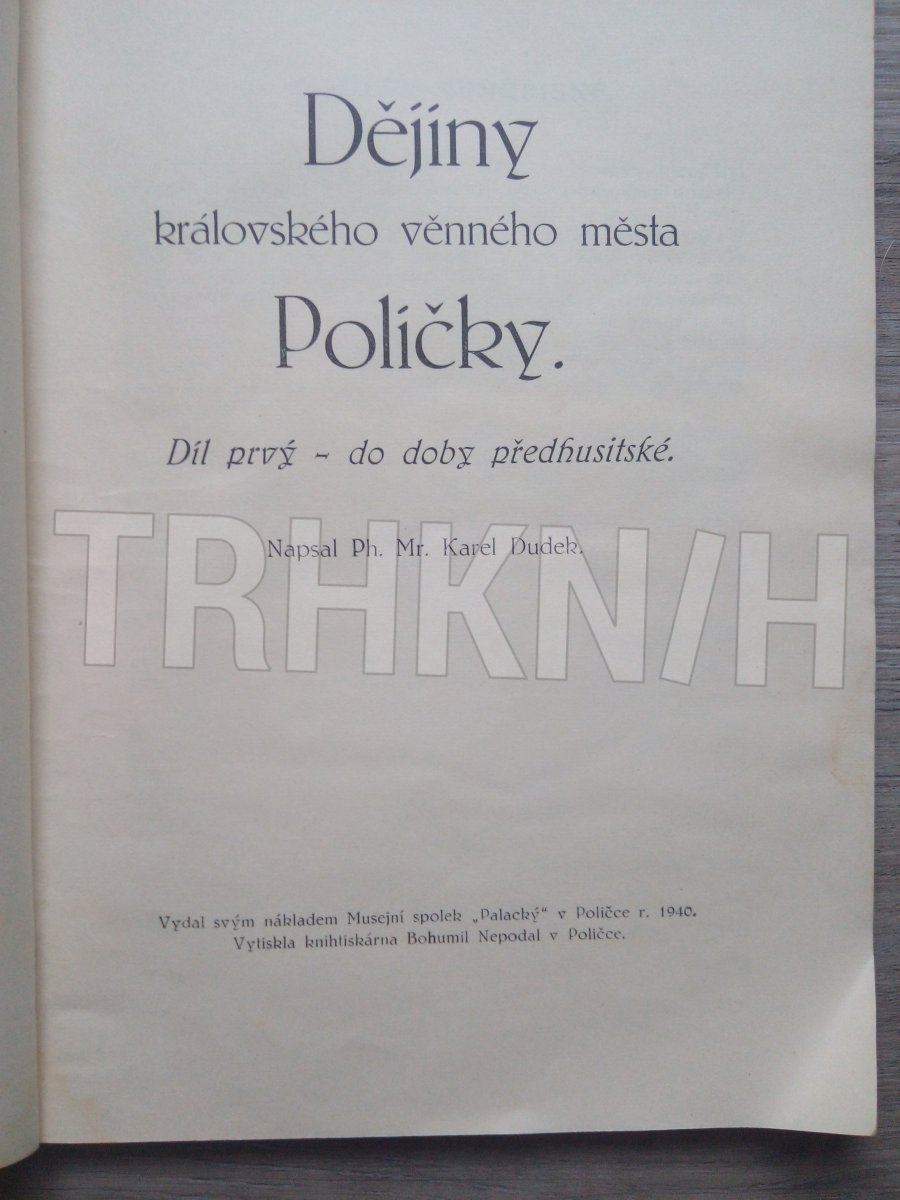 Dějiny
královského věnného města
Poličky.
Díl prvý - do doby předhusitské.
Napsal Ph. Mr. Karel Dudek.
TRHKNIH
Vydal svým nákladem Musejní spolek „Palacký“ v Poličce r. 1940.
Vytiskla knihtiskárna Bohumil Nepodal v Poličce.